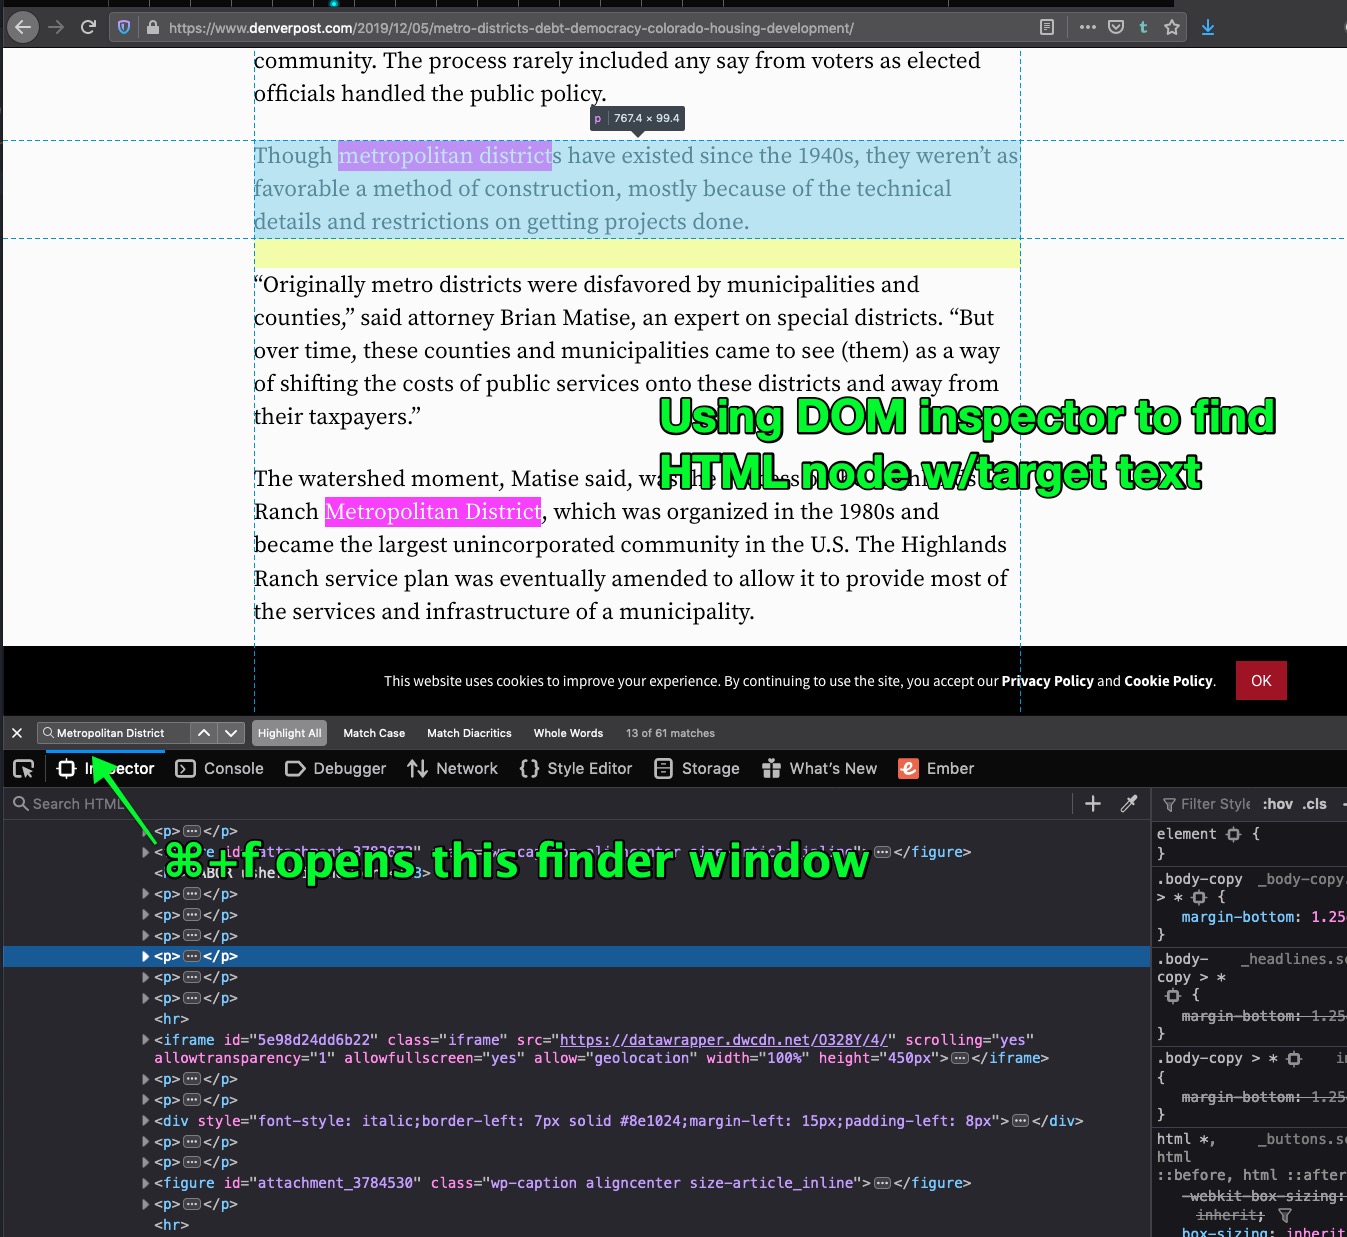 https://www.denverpost.com/2019/12/05/metro-districts-debt-democracy-colorado-housing-development/
t
community. The process rarely included any say from voters as elected
officials handled the public policy.
p 767.4 × 99.4
Though metropolitan districts have existed since the 1940s, they weren’t as
favorable a method of construction, mostly because of the technical
details and restrictions on getting projects done.
“Originally metro districts were disfavored by municipalities and
counties,” said attorney Brian Matise, an expert on special districts. “But
over time, these counties and municipalities came to see (them) as a way
of shifting the costs of public services onto these districts and away from
their taxpayers.”
Using DOM inspector to find
HTML node w/target text
The watershed moment, Matise said, was the
Ranch Metropolitan District, which was organized in the 1980s and
became the largest unincorporated community in the U.S. The Highlands
Ranch service plan was eventually amended to allow it to provide most of
the services and infrastructure of a municipality.
This website uses cookies to improve your experience. By continuing to use the site, you accept our Privacy Policy and Cookie Policy. OK
Metropolitan District Highlight All Match Case Match Diacritics Whole Words 13 of 61 matches
Inspector Console Debugger Network Style Editor Storage What's New Ember
Search HTML
Filter Style :hov .cls
<p>…</p>
id="attachment_ size-article_inline">…</figure>
⌘+f opens this finder window
<p>…</p>
<p>…</p>
<p>…</p>
<p>…</p>
<p>…</p>
<p>…</p>
<hr>
<iframe id="5e98d24dd6b22" class="iframe" src="https://datawrapper.dwcdn.net/O328Y/4/" scrolling="yes"
allowtransparency="1" allowfullscreen="yes" allow="geolocation" width="100%" height="450px">…</iframe>
<p>…</p>
<p>…</p>
<div style="font-style: italic;border-left: 7px solid #8e1024;margin-left: 15px;padding-left: 8px">…</div>
<p>…</p>
<p>…</p>
<figure id="attachment_3784530" class="wp-caption aligncenter size-article_inline">…</figure>
<p>…</p>
<hr>
element {
}
.body-copy _body-copy.
> * {
margin-bottom: 1.25
}
.body- _headlines.sc
copy > *
{
margin-bottom: 1.25
}
.body-copy > * in
{
margin-bottom: 1.25
}
html *, _buttons.sc
html
::before, html ::after
-webkit-box-sizing:
inherit;
box-sizing: inherit